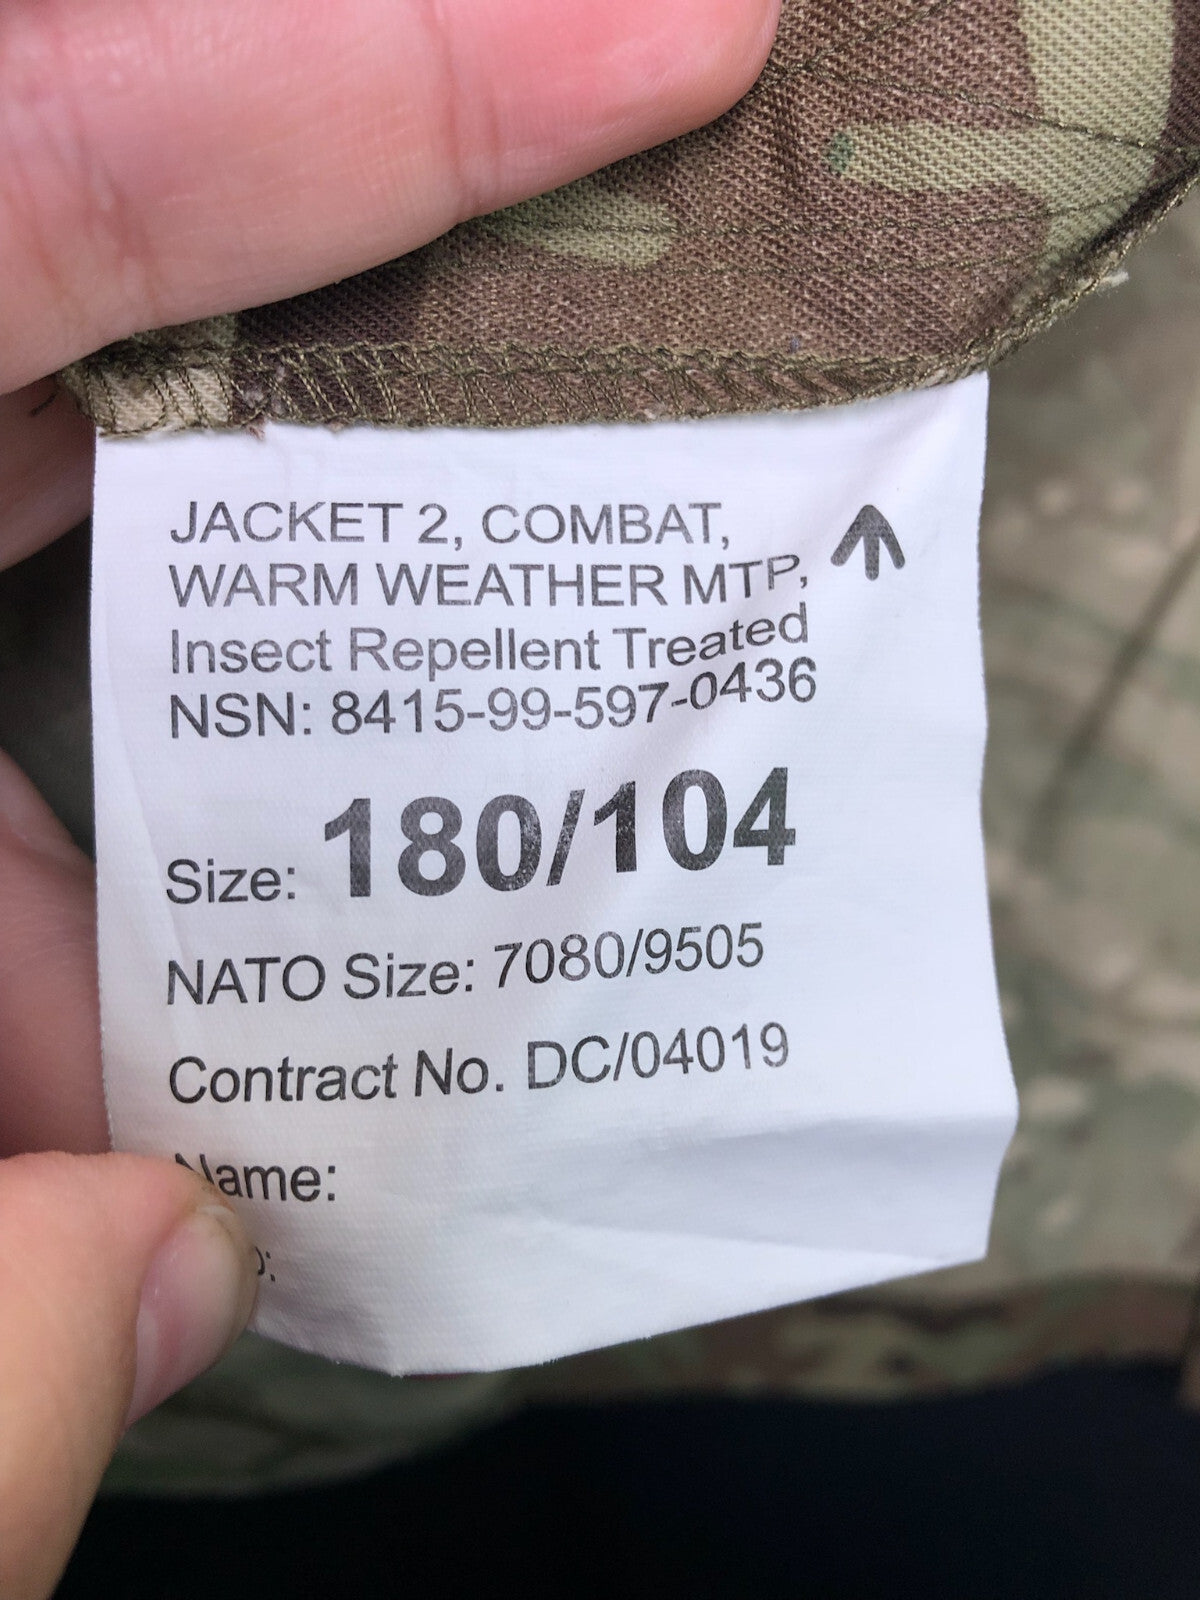 JACKET 2, COMBAT,
WARM WEATHER MTP,
Insect Repellent Treated
NSN: 8415-99-597-0436
Size: 180/104
NATO Size: 7080/9505
Contract No. DC/04019
Name: